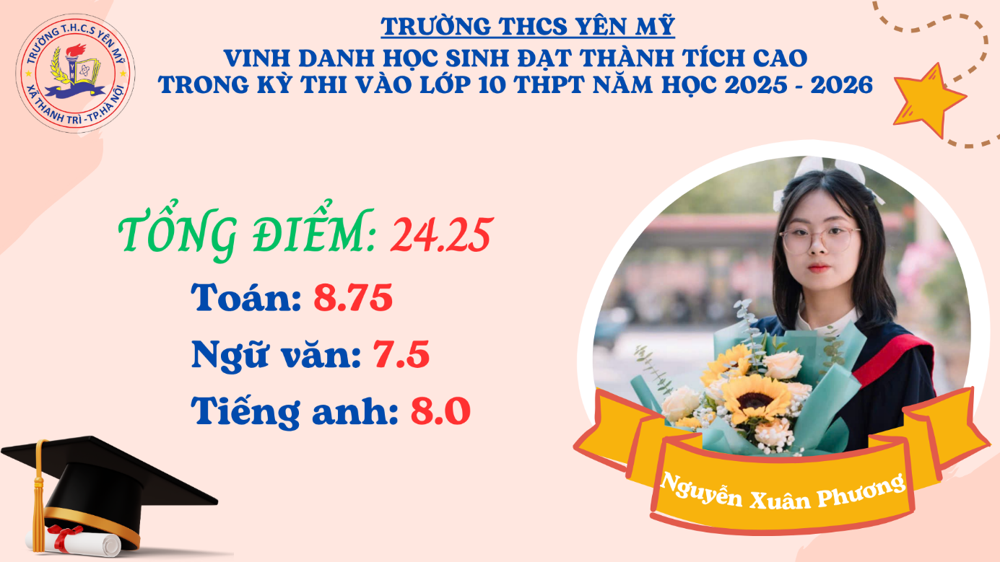 TRƯỜNG T.H.C.S YÊN MỸ
XÃ THANH TRÌ -TP.HÀ NỘI
TRƯỜNG THCS YÊN MỸ
VINH DANH HỌC SINH ĐẠT THÀNH TÍCH CAO
TRONG KỲ THI VÀO LỚP 10 THPT NĂM HỌC 2025 - 2026
TỔNG ĐIỂM: 24.25
Toán: 8.75
Ngữ văn: 7.5
Tiếng anh: 8.0
Nguyễn Xuân Phương